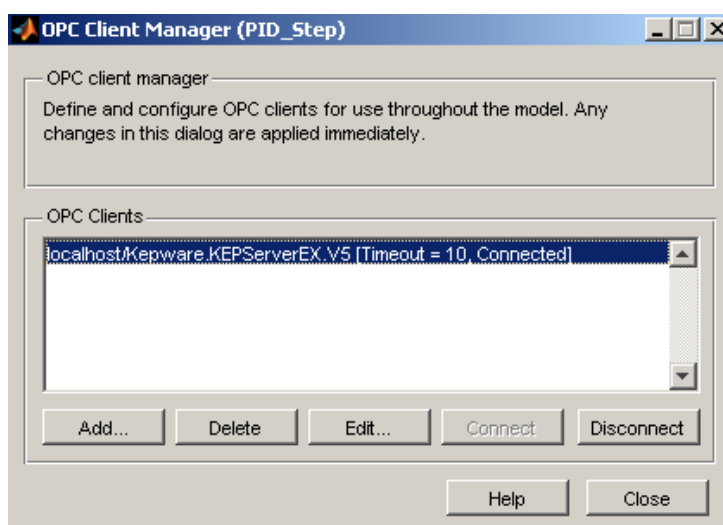 OPC Client Manager (PID_Step)
OPC client manager
Define and configure OPC clients for use throughout the model. Any
changes in this dialog are applied immediately.
OPC Clients
localhost/Kepware.KEPServerEX.V5 [Timeout = 10, Connected]
Add... Delete Edit... Connect Disconnect
Help Close